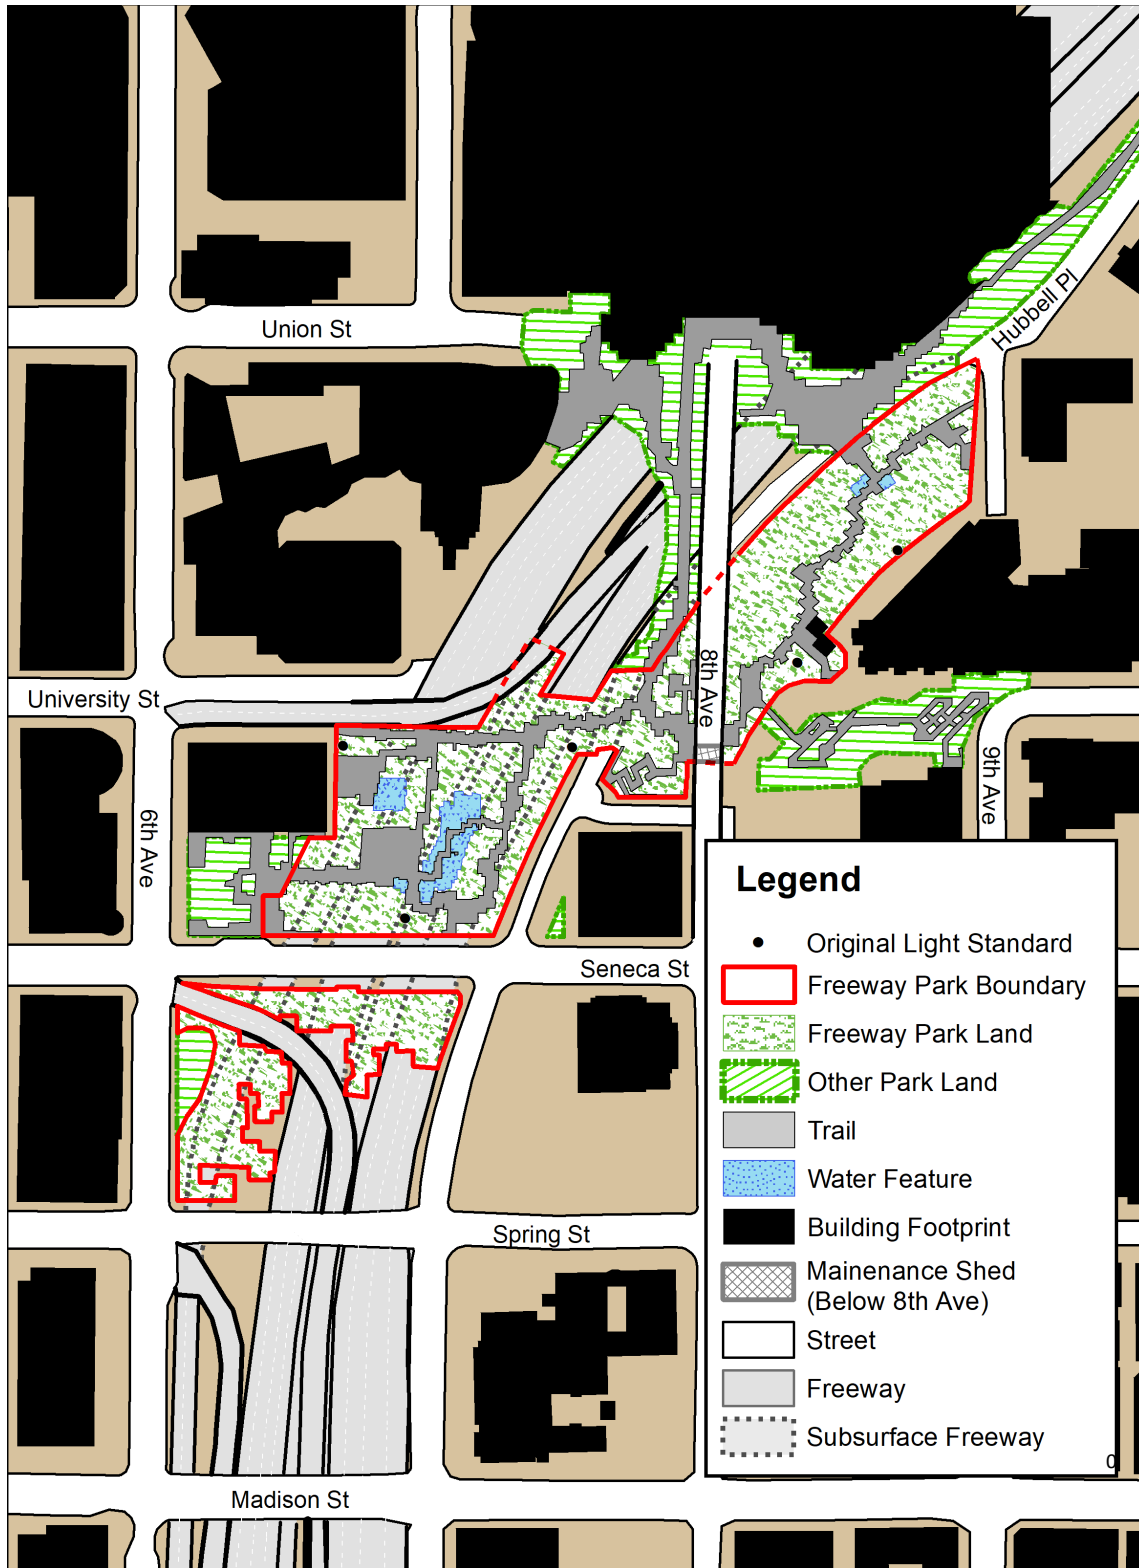 Union St
Hubbell Pl
University St
8th Ave
9th Ave
6th Ave
Legend
Original Light Standard
Seneca St
Freeway Park Boundary
Freeway Park Land
Other Park Land
Trail
Water Feature
Building Footprint
Spring St
Mainenance Shed
(Below 8th Ave)
Street
Freeway
Subsurface Freeway
0
Madison St